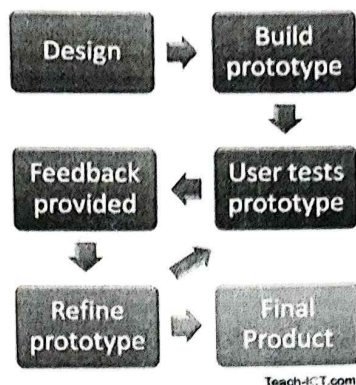 Design
Build
prototype
User tests
prototype
Feedback
provided
Refine
prototype
Final
Product
Teach-ICT.com